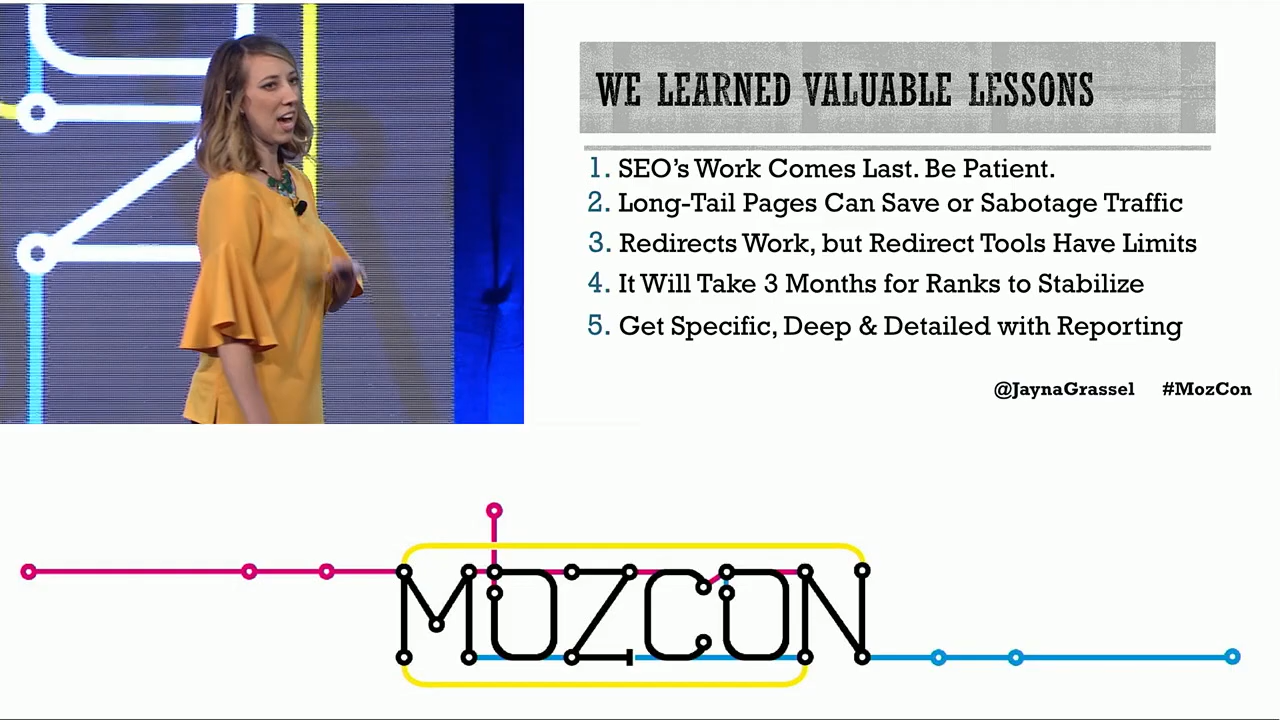 WE LEARNED VALUABLE LESSONS
1. SEO's Work Comes Last. Be Patient.
2. Long-Tail Pages Can Save or Sabotage Traffic
3. Redirects Work, but Redirect Tools Have Limits
4. It Will Take 3 Months for Ranks to Stabilize
5. Get Specific, Deep & Detailed with Reporting
@JaynaGrassel #MozCon
MOZCON